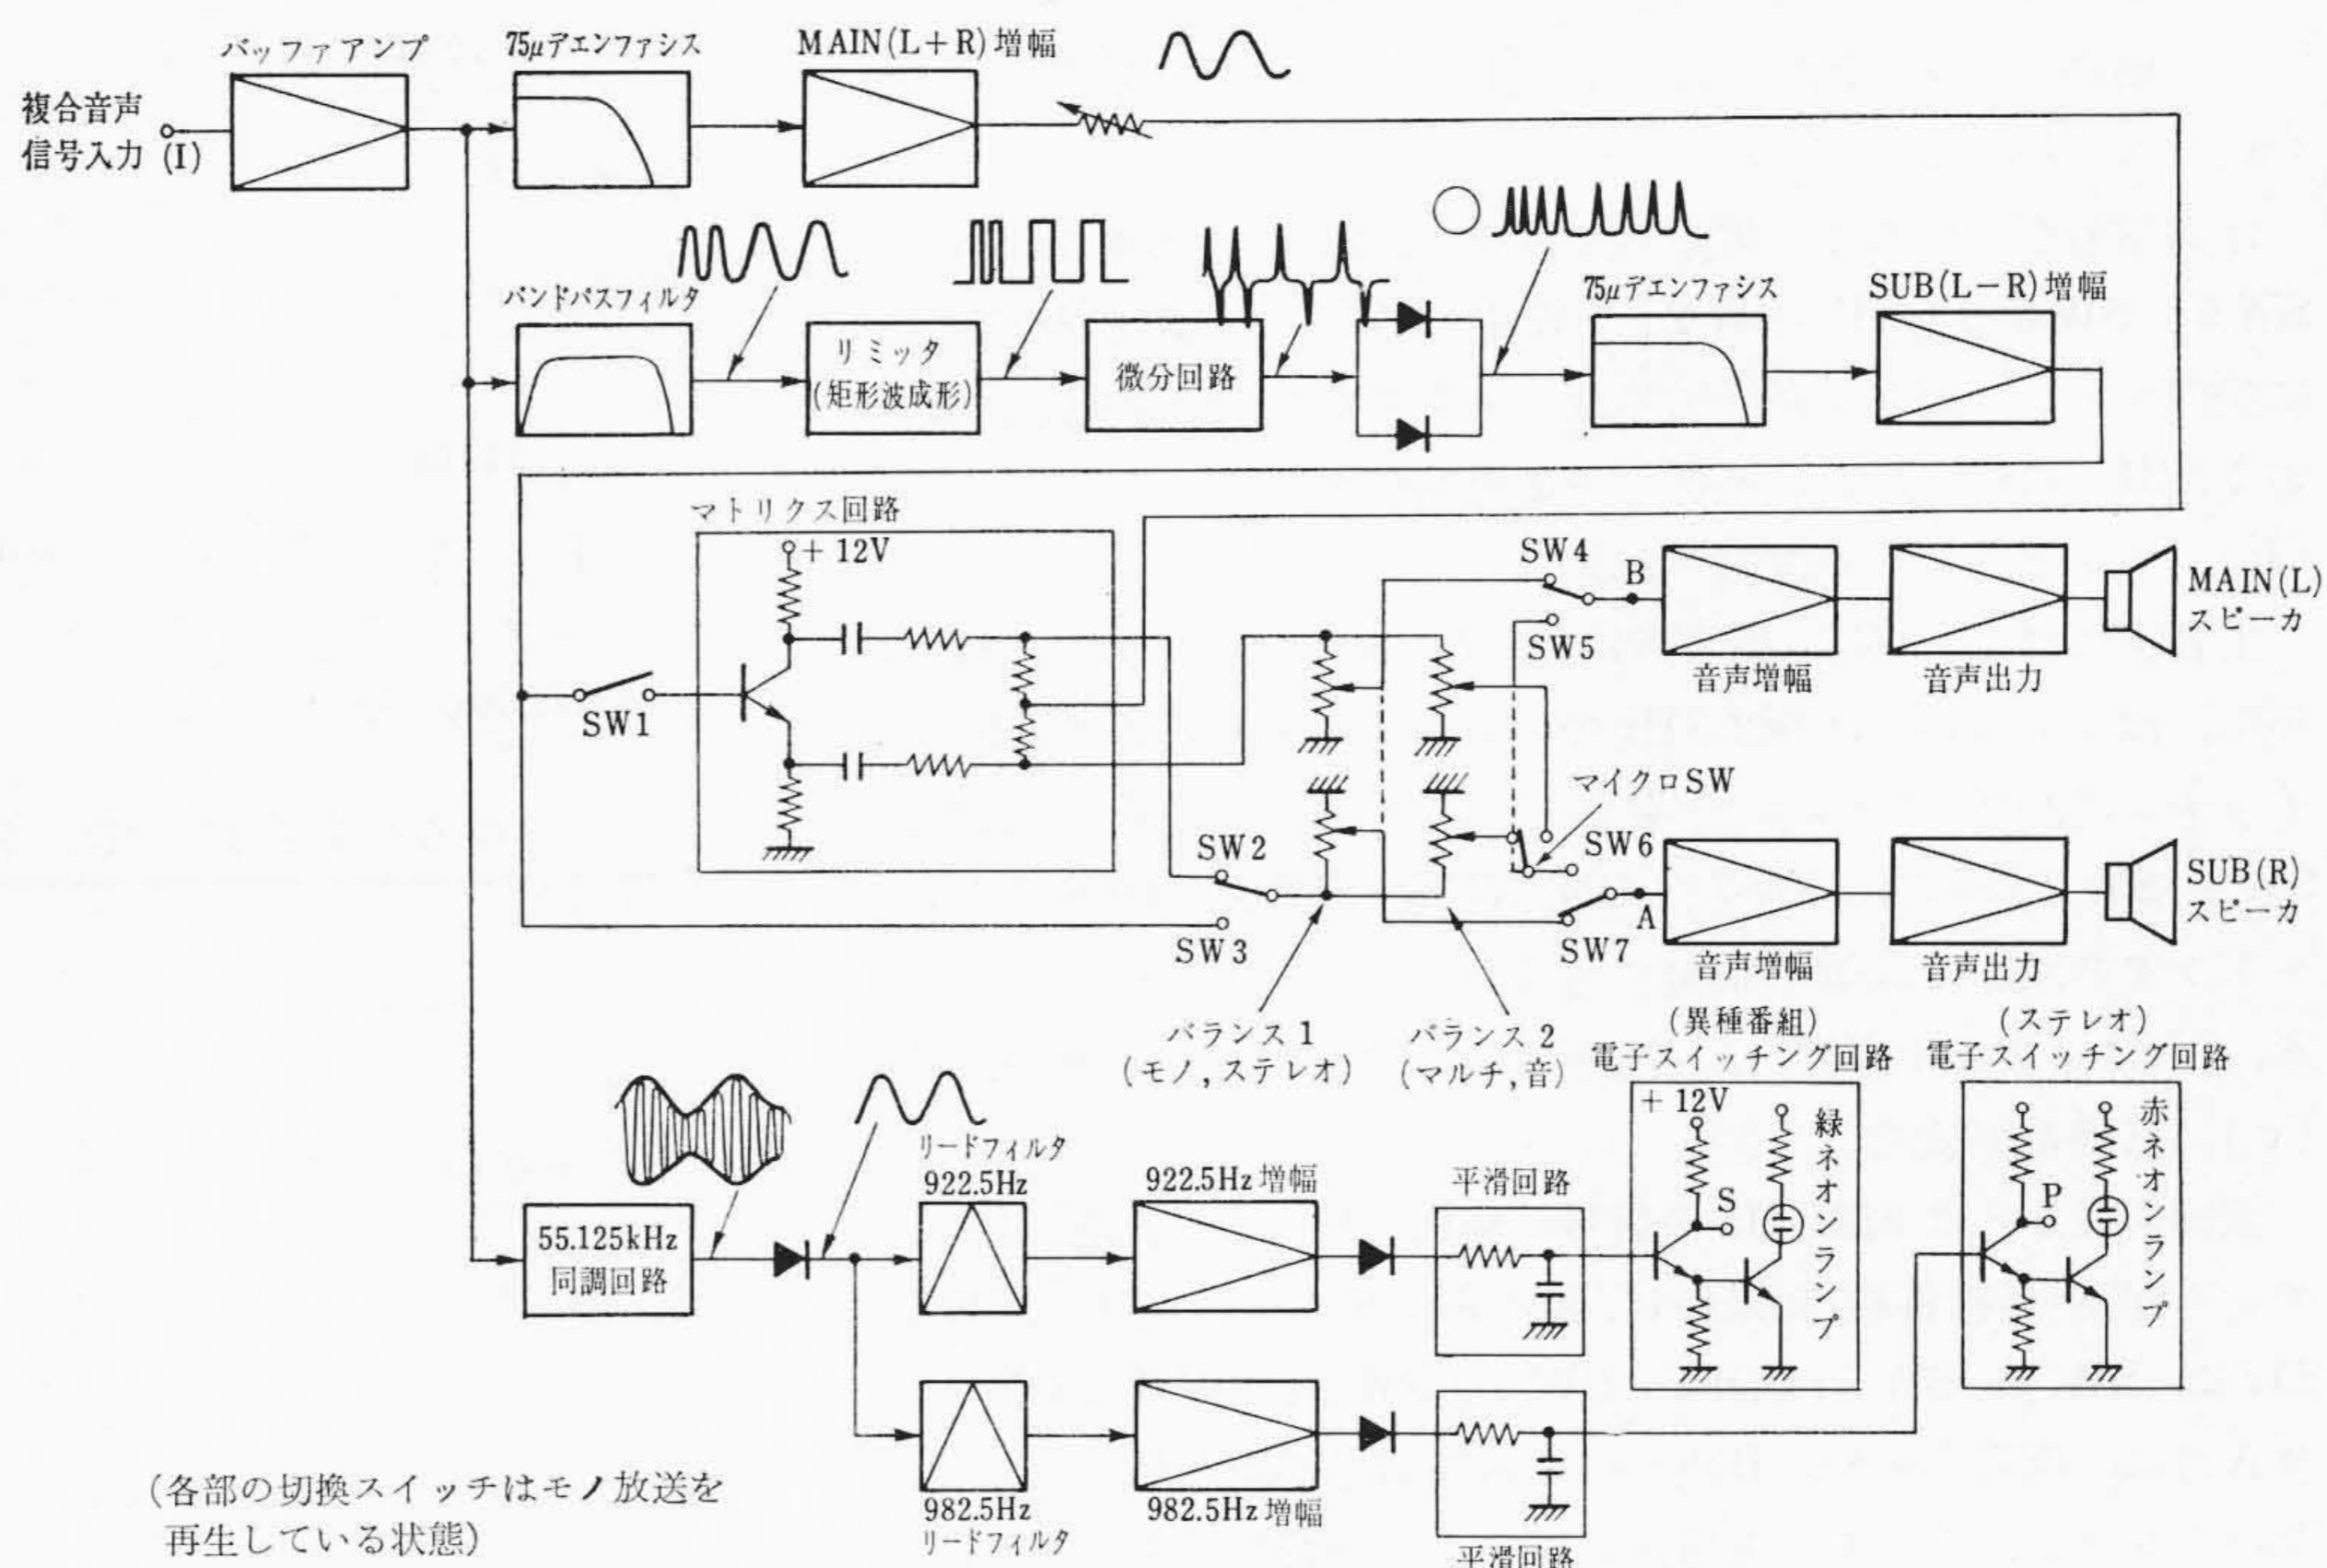 バッファアンプ
75μデエンファシス
MAIN(L+R)増幅
複合音声
信号入力 (I)
バンドパスフィルタ
リミッタ
(矩形波成形)
微分回路
75μデエンファシス
SUB(L-R)増幅
マトリクス回路
+12V
SW1
SW2
SW3
SW4
B
SW5
音声増幅
音声出力
MAIN(L)
スピーカ
マイクロSW
SW6
SW7
A
音声増幅
音声出力
SUB(R)
スピーカ
バランス1
(モノ,ステレオ)
バランス2
(マルチ,音)
(異種番組)
電子スイッチング回路
(ステレオ)
電子スイッチング回路
+12V
S
緑ネオンランプ
P
赤ネオンランプ
55.125kHz
同調回路
リードフィルタ
922.5Hz
922.5Hz増幅
平滑回路
982.5Hz
リードフィルタ
982.5Hz増幅
平滑回路
(各部の切換スイッチはモノ放送を
再生している状態)